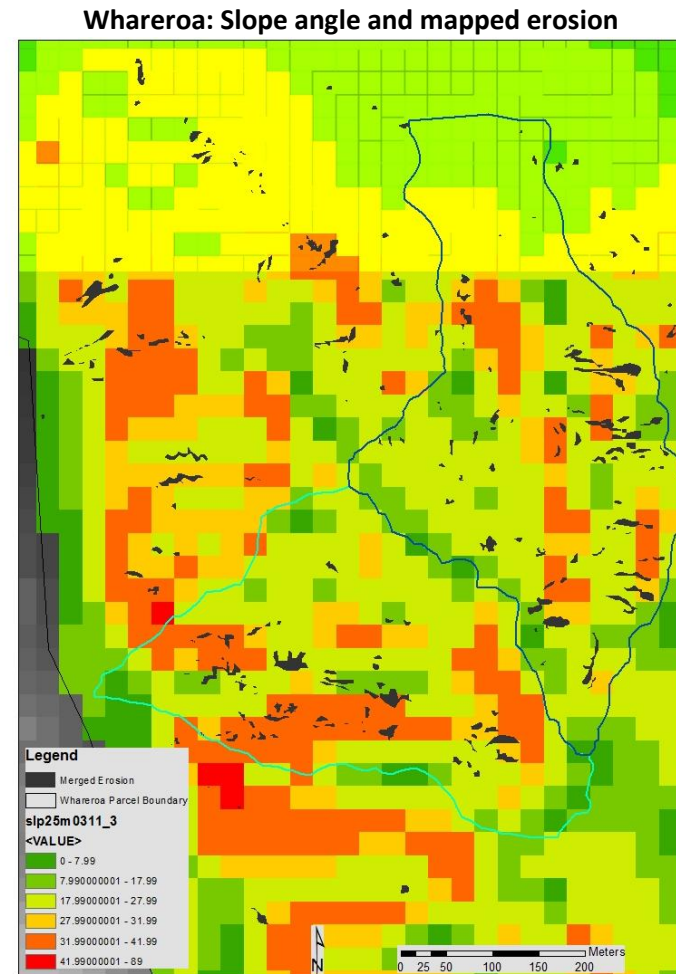 Whareroa: Slope angle and mapped erosion
Legend
Merged Erosion
Whareroa Parcel Boundary
slp25m0311_3
<VALUE>
0 - 7.99
7.990000001 - 17.99
17.99000001 - 27.99
27.99000001 - 31.99
31.99000001 - 41.99
41.99000001 - 89
N
Meters
0 25 50 100 150 200